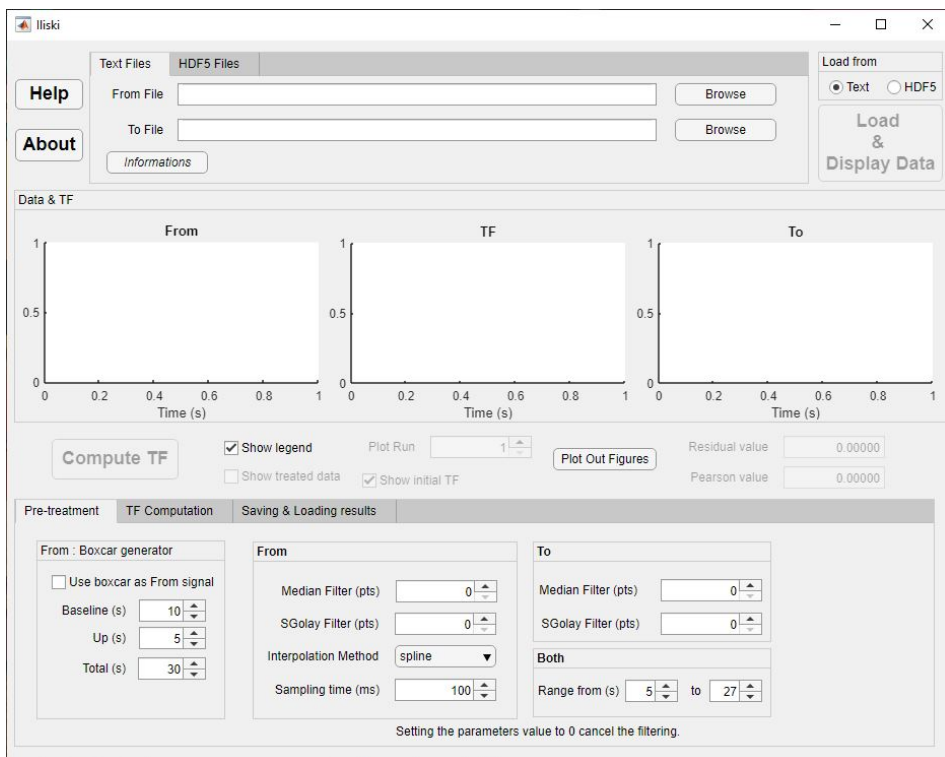 Iliski
Text Files HDF5 Files
Load from
Text HDF5
Help
From File Browse
To File Browse
About
Informations
Load
&
Display Data
Data & TF
From
1
0.5
0
0 0.2 0.4 0.6 0.8 1
Time (s)
TF
1
0.5
0
0 0.2 0.4 0.6 0.8 1
Time (s)
To
1
0.5
0
0 0.2 0.4 0.6 0.8 1
Time (s)
Compute TF
Show legend
Show treated data
Plot Run 1
Show initial TF
Plot Out Figures
Residual value 0.00000
Pearson value 0.00000
Pre-treatment TF Computation Saving & Loading results
From : Boxcar generator
Use boxcar as From signal
Baseline (s) 10
Up (s) 5
Total (s) 30
From
Median Filter (pts) 0
SGolay Filter (pts) 0
Interpolation Method spline
Sampling time (ms) 100
To
Median Filter (pts) 0
SGolay Filter (pts) 0
Both
Range from (s) 5 to 27
Setting the parameters value to 0 cancel the filtering.